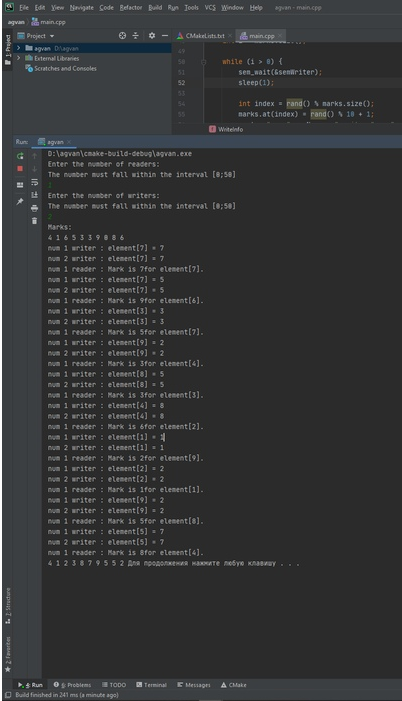 File Edit View Navigate Code Refactor Build Run Tools VCS Window Help agvan - main.cpp
agvan main.cpp
Project
CMakeLists.txt main.cpp
1: Project
agvan D:\agvan
External Libraries
Scratches and Consoles
49
50 while (i > 0) {
51 sem_wait(&semWriter);
52 sleep(1);
53
54 int index = rand() % marks.size();
55 marks.at(index) = rand() % 10 + 1;
f WriteInfo
Run: agvan
D:\agvan\cmake-build-debug\agvan.exe
Enter the number of readers:
The number must fall within the interval [0;50]
1
Enter the number of writers:
The number must fall within the interval [0;50]
2
Marks:
4 1 6 5 3 3 9 8 8 6
num 1 writer : element[7] = 7
num 2 writer : element[7] = 7
num 1 reader : Mark is 7for element[7].
num 1 writer : element[7] = 5
num 2 writer : element[7] = 5
num 1 reader : Mark is 9for element[6].
num 1 writer : element[3] = 3
num 2 writer : element[3] = 3
num 1 reader : Mark is 5for element[7].
num 1 writer : element[9] = 2
num 2 writer : element[9] = 2
num 1 reader : Mark is 3for element[4].
num 1 writer : element[8] = 5
num 2 writer : element[8] = 5
num 1 reader : Mark is 3for element[3].
num 1 writer : element[4] = 8
num 2 writer : element[4] = 8
num 1 reader : Mark is 6for element[2].
num 1 writer : element[1] = 1
num 2 writer : element[1] = 1
num 1 reader : Mark is 2for element[9].
num 1 writer : element[2] = 2
num 2 writer : element[2] = 2
num 1 reader : Mark is 1for element[1].
num 1 writer : element[9] = 2
num 2 writer : element[9] = 2
num 1 reader : Mark is 5for element[8].
num 1 writer : element[5] = 7
num 2 writer : element[5] = 7
num 1 reader : Mark is 8for element[4].
4 1 2 3 8 7 9 5 5 2 Для продолжения нажмите любую клавишу . . .
7: Structure
2: Favorites
4: Run 6: Problems TODO Terminal Messages CMake
Build finished in 241 ms (a minute ago)